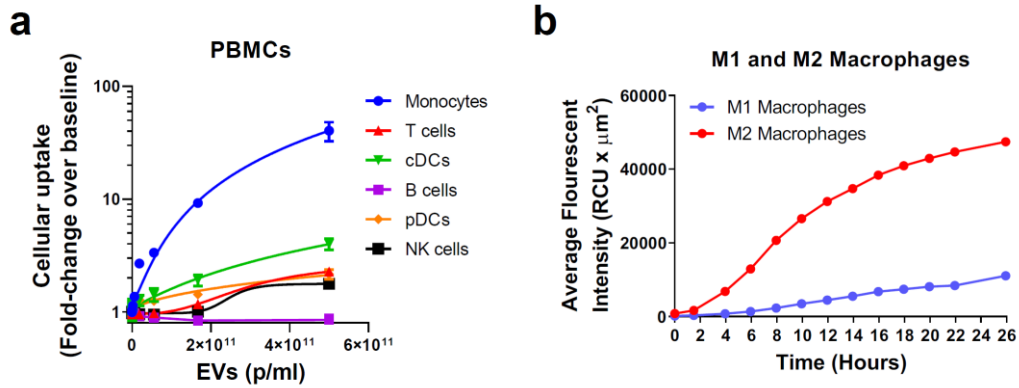 a
PBMCs
Cellular uptake
(Fold-change over baseline)
100
10
1
0
2×10¹¹
4×10¹¹
6×10¹¹
EVs (p/ml)
Monocytes
T cells
cDCs
B cells
pDCs
NK cells
b
M1 and M2 Macrophages
Average Flourescent
Intensity (RCU x μm²)
60000
40000
20000
0
M1 Macrophages
M2 Macrophages
0 2 4 6 8 10 12 14 16 18 20 22 24 26
Time (Hours)